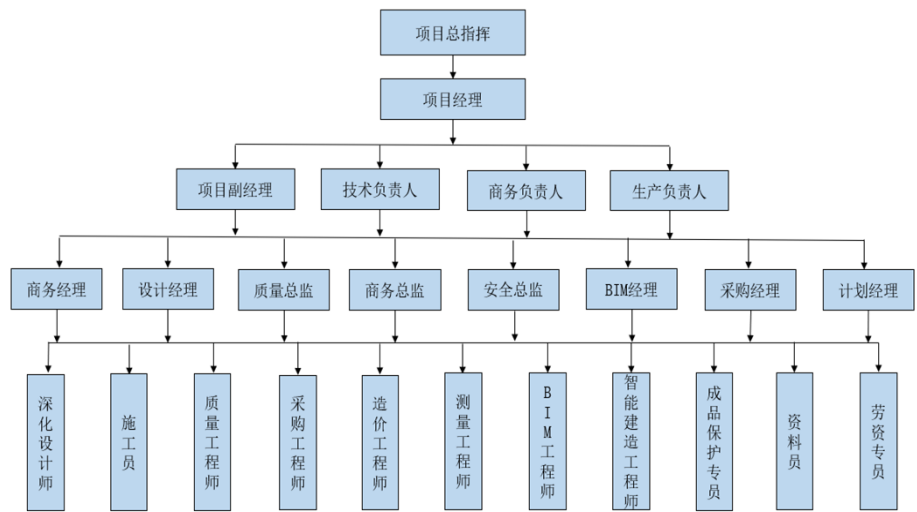 项目总指挥
项目经理
项目副经理
技术负责人
商务负责人
生产负责人
商务经理
设计经理
质量总监
商务总监
安全总监
BIM经理
采购经理
计划经理
深化设计师
施工员
质量工程师
采购工程师
造价工程师
测量工程师
BIM工程师
智能建造工程师
成品保护专员
资料员
劳资专员